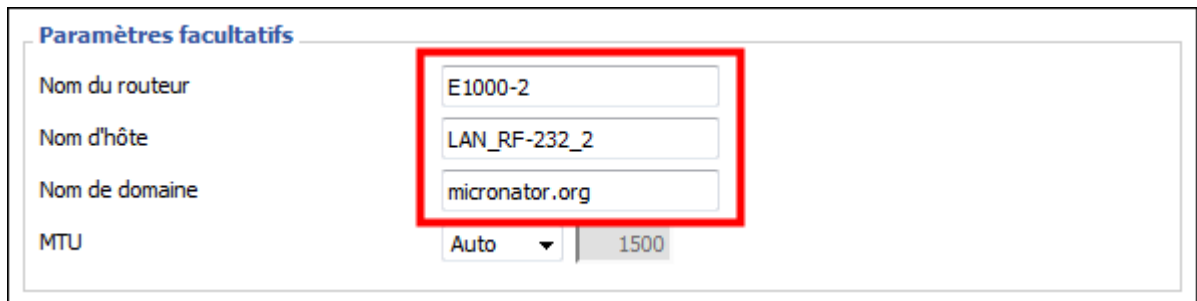 Paramètres facultatifs
Nom du routeur E1000-2
Nom d'hôte LAN_RF-232_2
Nom de domaine micronator.org
MTU Auto 1500